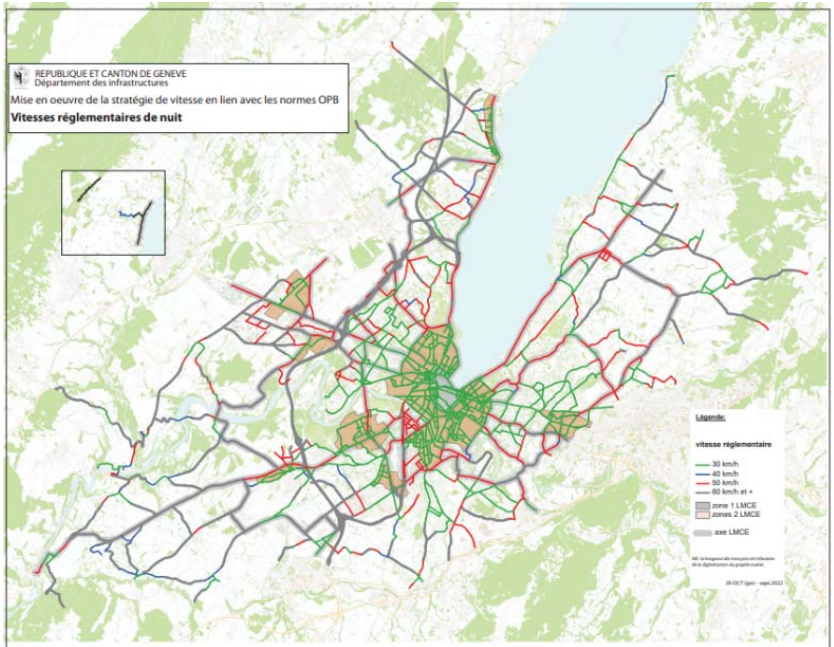 REPUBLIQUE ET CANTON DE GENEVE
Département des infrastructures
Mise en oeuvre de la stratégie de vitesse en lien avec les normes OPB
Vitesses réglementaires de nuit
Légende:
vitesse réglementaire
30 km/h
40 km/h
50 km/h
60 km/h et +
zone 1 LMCE
zones 2 LMCE
axe LMCE